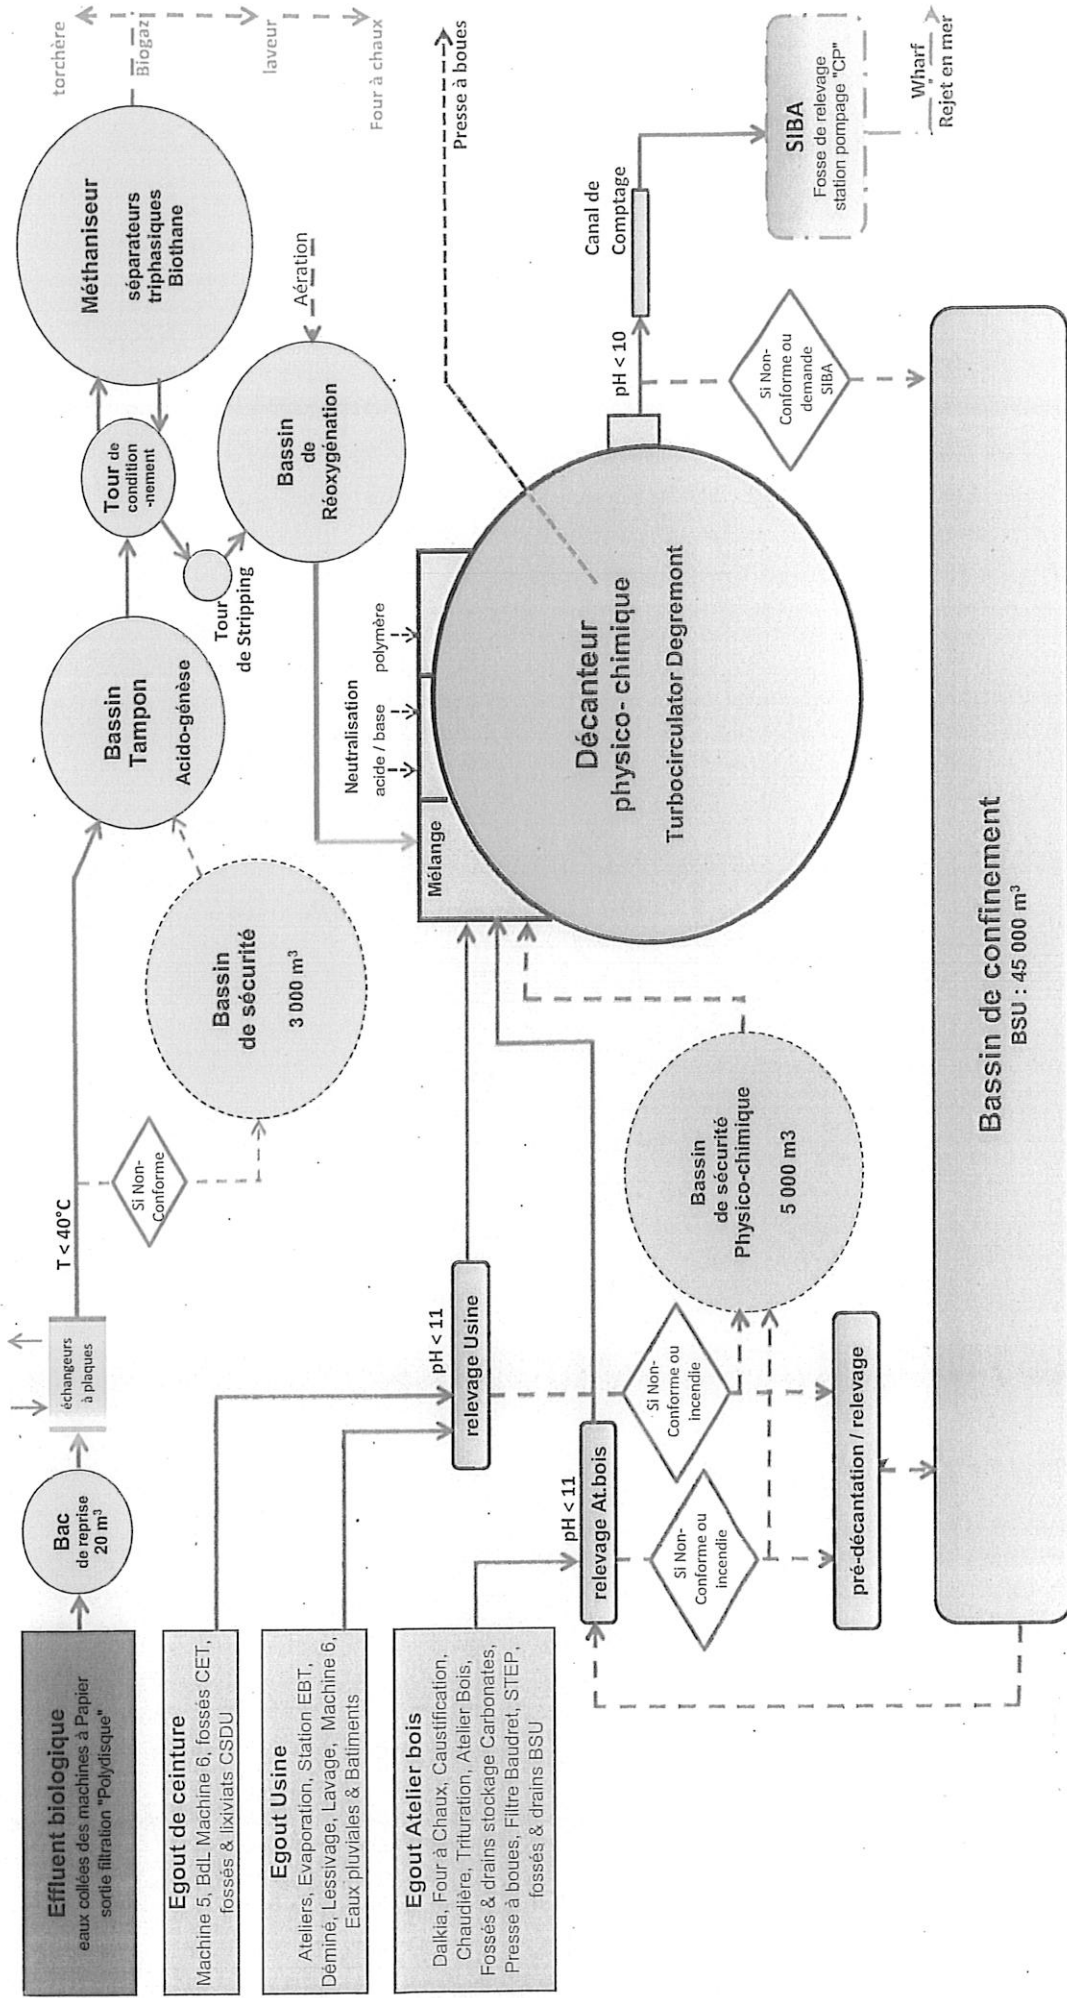 Effluent biologique
eaux collées des machines à Papier
sortie filtration "Polydisque"
Bac
de reprise
20 m³
échangeurs
à plaques
T < 40°C
Si Non-
Conforme
Bassin
de sécurité
3 000 m³
Bassin
Tampon
Acido-génèse
Tour de
condition
-nement
Tour
de Stripping
Méthaniseur
séparateurs
triphasiques
Biothane
torchère
Biogaz
laveur
Four à chaux
Bassin
de
Réoxygénation
Aération
Egout de ceinture
Machine 5, BdL Machine 6, fossés CET,
fossés & lixiviats CSDU
Egout Usine
Ateliers, Evaporation, Station EBT,
Déminé, Lessivage, Lavage, Machine 6,
Eaux pluviales & Batiments
Egout Atelier bois
Dalkia, Four à Chaux, Caustification,
Chaudière, Trituration, Atelier Bois,
Fossés & drains stockage Carbonates,
Presse à boues, Filtre Baudret, STEP,
fossés & drains BSU
pH < 11
relevage Usine
pH < 11
relevage At.bois
Si Non-
Conforme ou
incendie
Si Non-
Conforme ou
incendie
pré-décantation / relevage
Bassin
de sécurité
Physico-chimique
5 000 m3
Mélange
Neutralisation
acide / base
polymère
Décanteur
physico- chimique
Turbocirculator Degremont
Presse à boues
pH < 10
Canal de
Comptage
Si Non-
Conforme ou
demande
SIBA
SIBA
Fosse de relevage
station pompage "CP"
Wharf
Rejet en mer
Bassin de confinement
BSU : 45 000 m³